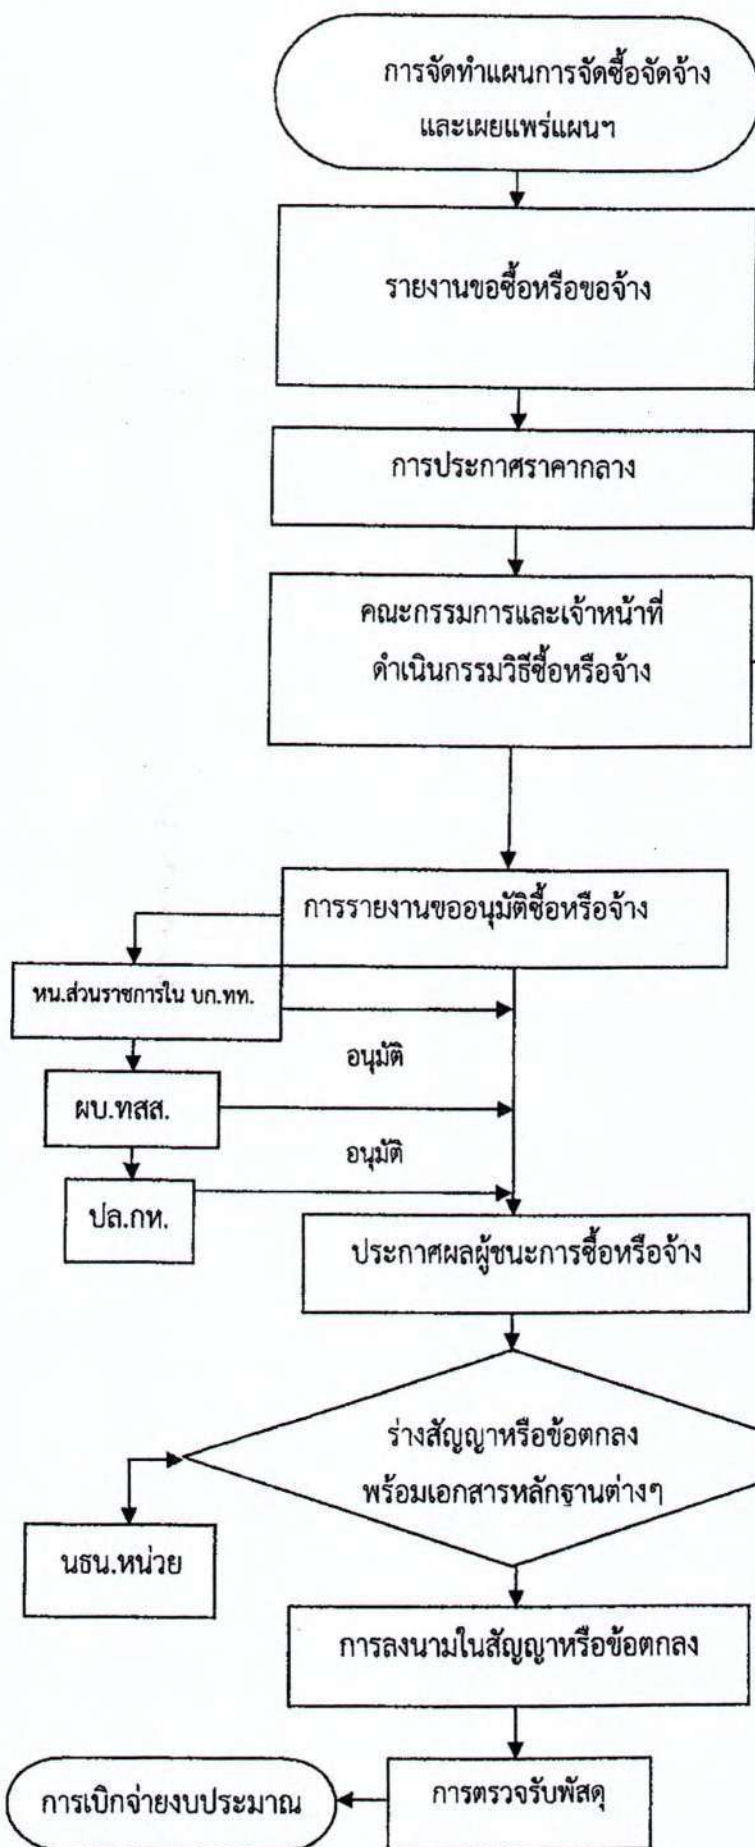 การจัดทำแผนการจัดซื้อจัดจ้าง
และเผยแพร่แผนฯ
รายงานขอซื้อหรือขอจ้าง
การประกาศราคากลาง
คณะกรรมการและเจ้าหน้าที่
ดำเนินกรรมวิธีซื้อหรือจ้าง
การรายงานขออนุมัติซื้อหรือจ้าง
หน.ส่วนราชการใน บก.ทท.
อนุมัติ
ผบ.ทสส.
อนุมัติ
ปล.กห.
ประกาศผลผู้ชนะการซื้อหรือจ้าง
ร่างสัญญาหรือข้อตกลง
พร้อมเอกสารหลักฐานต่างๆ
นธน.หน่วย
การลงนามในสัญญาหรือข้อตกลง
การตรวจรับพัสดุ
การเบิกจ่ายงบประมาณ